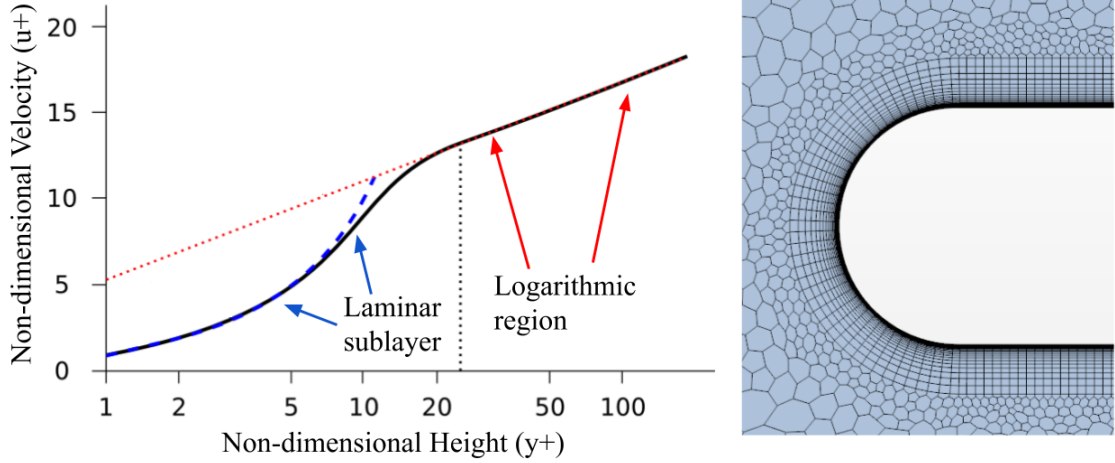 Non-dimensional Velocity (u+)
20
15
10
5
0
1 2 5 10 20 50 100
Non-dimensional Height (y+)
Laminar
sublayer
Logarithmic
region